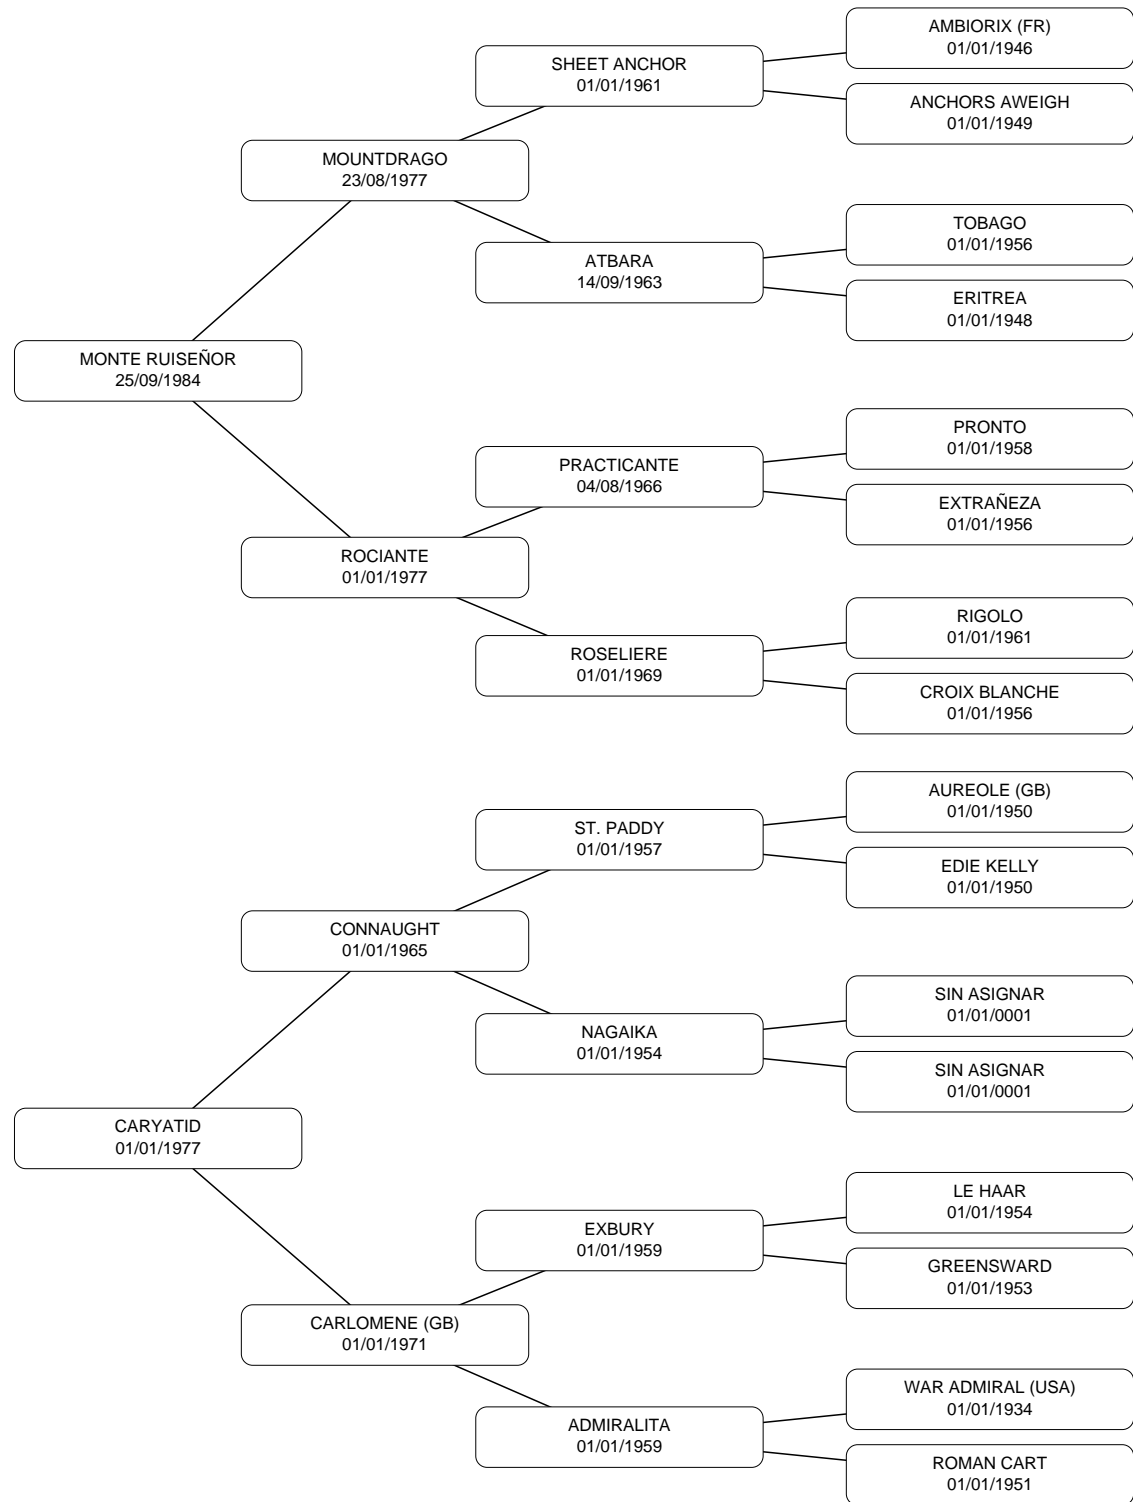 AMBIORIX (FR)
01/01/1946
SHEET ANCHOR
01/01/1961
ANCHORS AWEIGH
01/01/1949
MOUNTDRAGO
23/08/1977
TOBAGO
01/01/1956
ATBARA
14/09/1963
ERITREA
01/01/1948
MONTE RUISEÑOR
25/09/1984
PRONTO
01/01/1958
PRACTICANTE
04/08/1966
EXTRAÑEZA
01/01/1956
ROCIANTE
01/01/1977
RIGOLO
01/01/1961
ROSELIERE
01/01/1969
CROIX BLANCHE
01/01/1956
AUREOLE (GB)
01/01/1950
ST. PADDY
01/01/1957
EDIE KELLY
01/01/1950
CONNAUGHT
01/01/1965
SIN ASIGNAR
01/01/0001
NAGAIKA
01/01/1954
SIN ASIGNAR
01/01/0001
CARYATID
01/01/1977
LE HAAR
01/01/1954
EXBURY
01/01/1959
GREENSWARD
01/01/1953
CARLOMENE (GB)
01/01/1971
WAR ADMIRAL (USA)
01/01/1934
ADMIRALITA
01/01/1959
ROMAN CART
01/01/1951